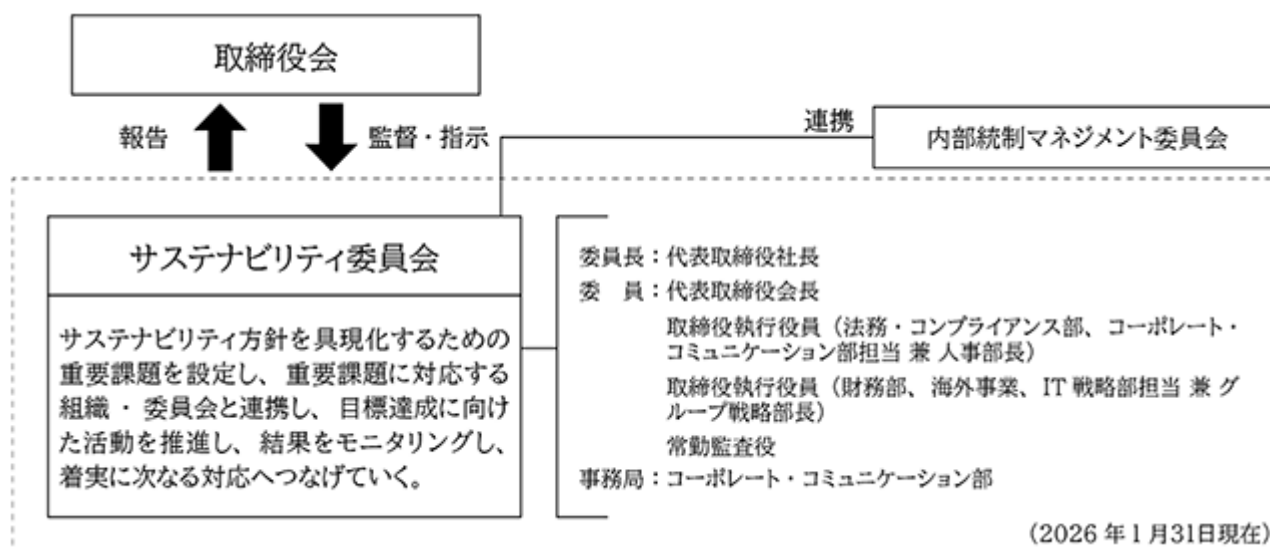 取締役会
報告
監督・指示
連携
内部統制マネジメント委員会
サステナビリティ委員会
サステナビリティ方針を具現化するための
重要課題を設定し、重要課題に対応する
組織・委員会と連携し、目標達成に向け
た活動を推進し、結果をモニタリングし、
着実に次なる対応へつなげていく。
委員長：代表取締役社長
委　員：代表取締役会長
取締役執行役員（法務・コンプライアンス部、コーポレート・
コミュニケーション部担当 兼 人事部長）
取締役執行役員（財務部、海外事業、IT 戦略部担当 兼 グ
ループ戦略部長）
常勤監査役
事務局：コーポレート・コミュニケーション部
（2026 年 1 月31日現在）